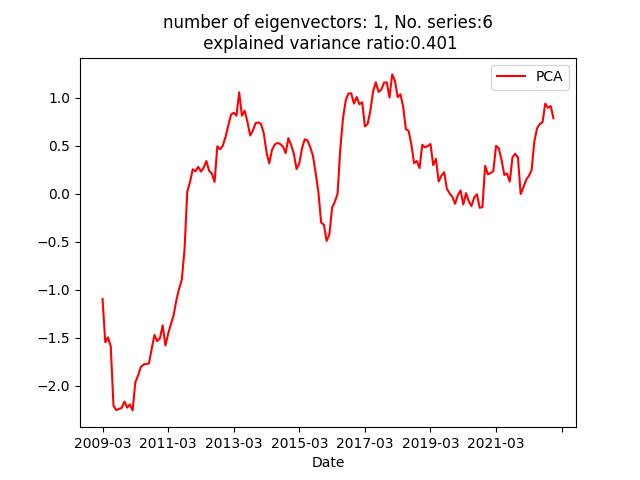 number of eigenvectors: 1, No. series:6
explained variance ratio:0.401
PCA
1.0
0.5
0.0
−0.5
−1.0
−1.5
−2.0
2009-03 2011-03 2013-03 2015-03 2017-03 2019-03 2021-03
Date